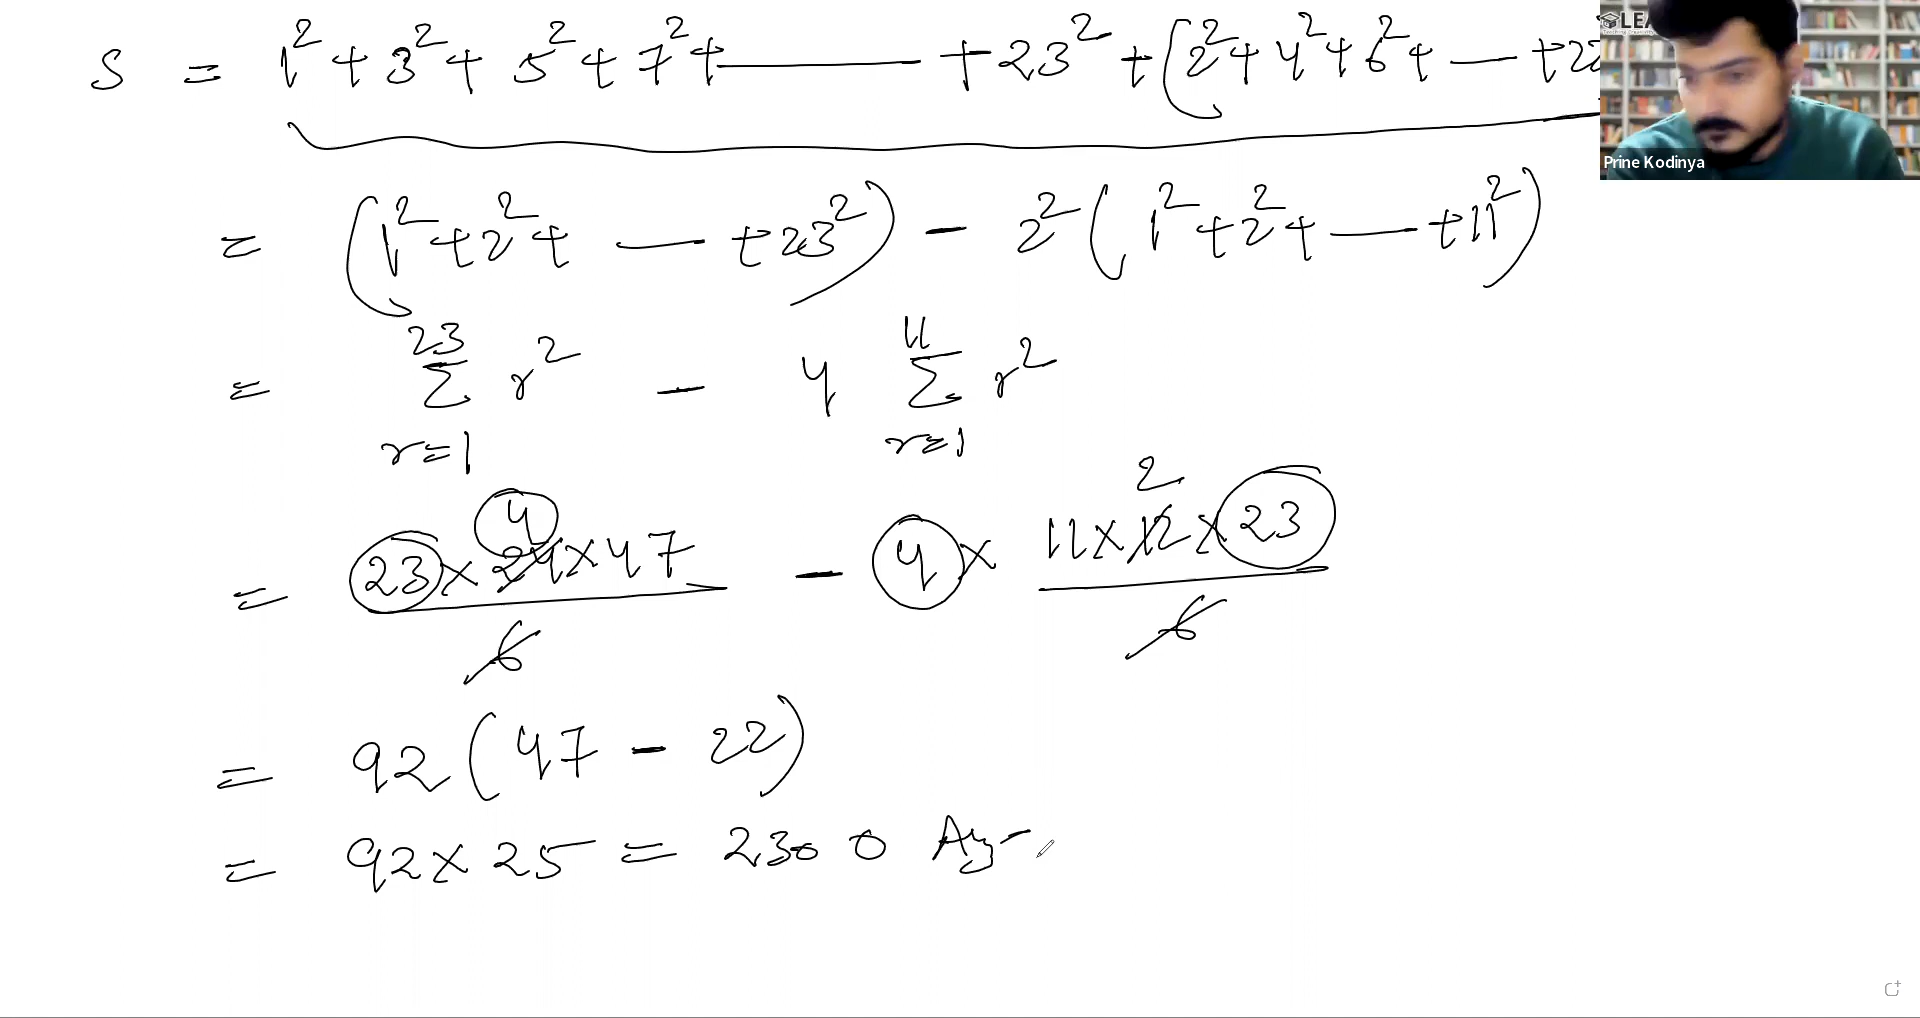 S = 1² + 3² + 5² + 7² + —— + 23² + (2² + 4² + 6² + — + 22
LEA
Prine Kodinya
= (1² + 2² + — + 23²) - 2² (1² + 2² + — + 11²)
23 11
= Σ r² - 4 Σ r²
r=1 r=1
4 2
= 23 × 24 × 47 - 4 × 11 × 12 × 23
6 6
= 92 (47 - 22)
= 92 × 25 = 2300